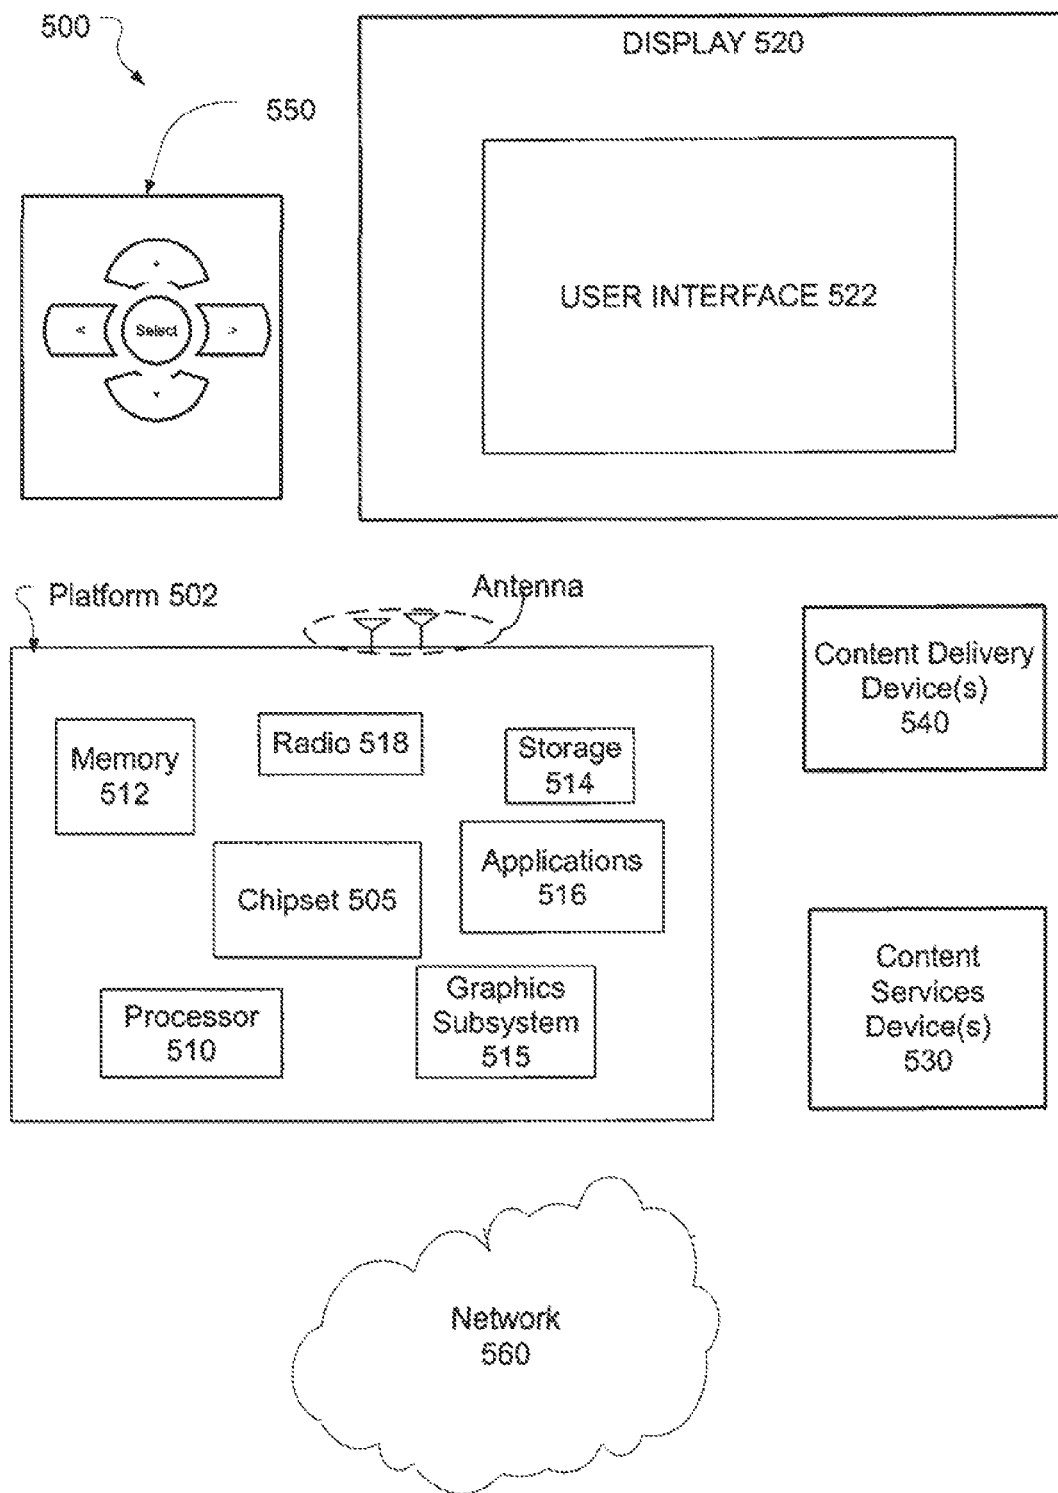 500
550
DISPLAY 520
USER INTERFACE 522
<
Select
>
Platform 502
Antenna
Memory
512
Radio 518
Storage
514
Chipset 505
Applications
516
Processor
510
Graphics
Subsystem
515
Content Delivery
Device(s)
540
Content
Services
Device(s)
530
Network
560